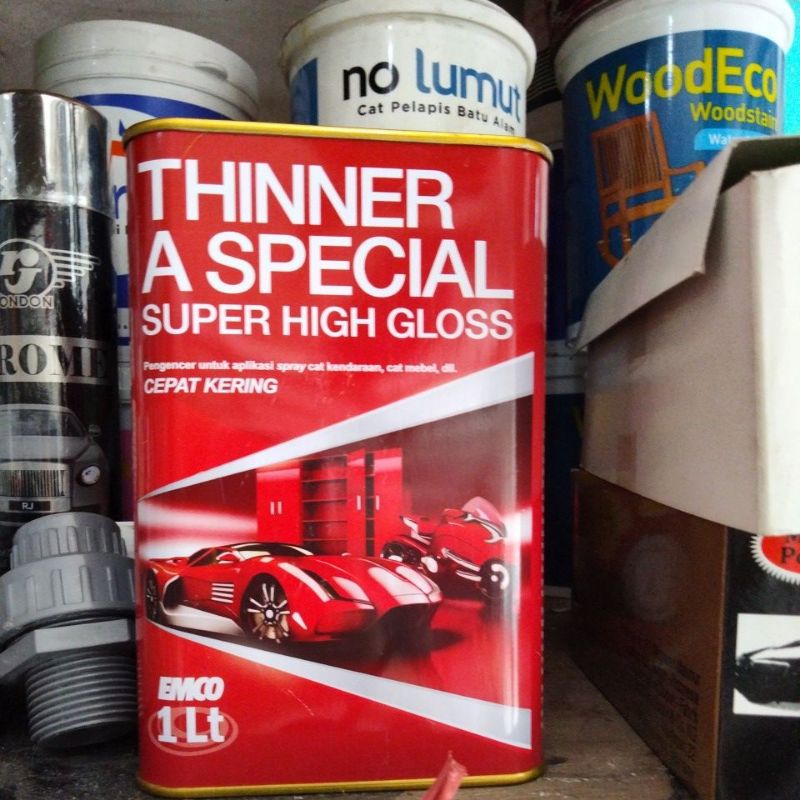 no lumut
Cat Pelapis Batu Alam
WoodEco
Woodstain
THINNER
A SPECIAL
SUPER HIGH GLOSS
Pengencer untuk aplikasi spray cat kendaraan, cat mebel, dll.
CEPAT KERING
EMCO
1 Lt
rj
LONDON
ROME
RJ